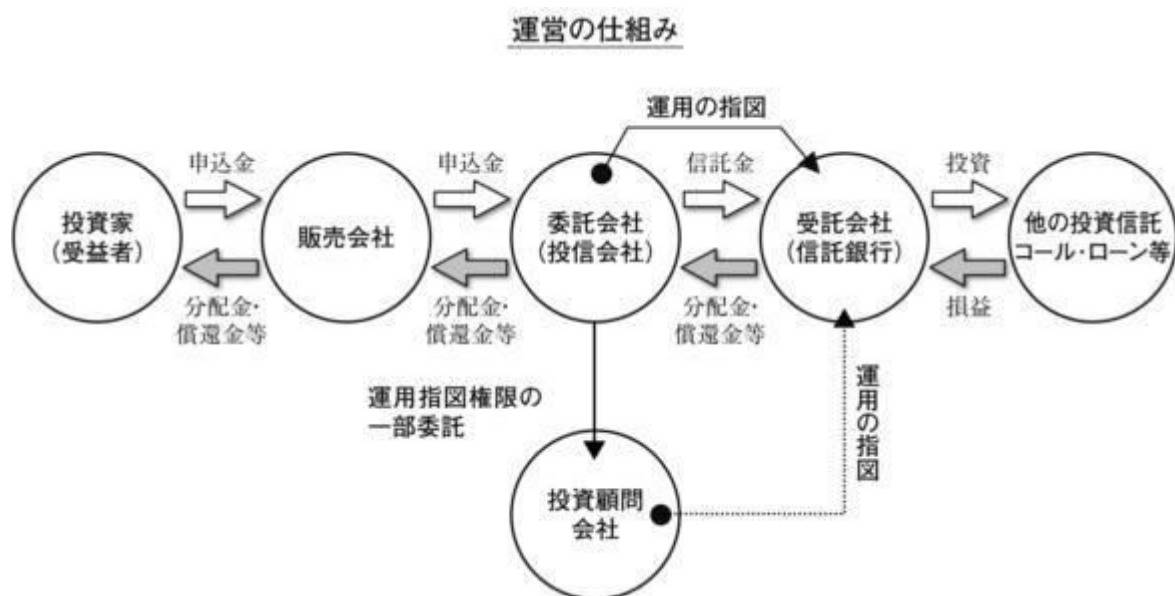 運営の仕組み
運用の指図
申込金
申込金
信託金
投資
投資家
(受益者)
販売会社
委託会社
(投信会社)
受託会社
(信託銀行)
他の投資信託
コール・ローン等
分配金・
償還金等
分配金・
償還金等
分配金・
償還金等
損益
運用指図権限の
一部委託
運用の指図
投資顧問
会社